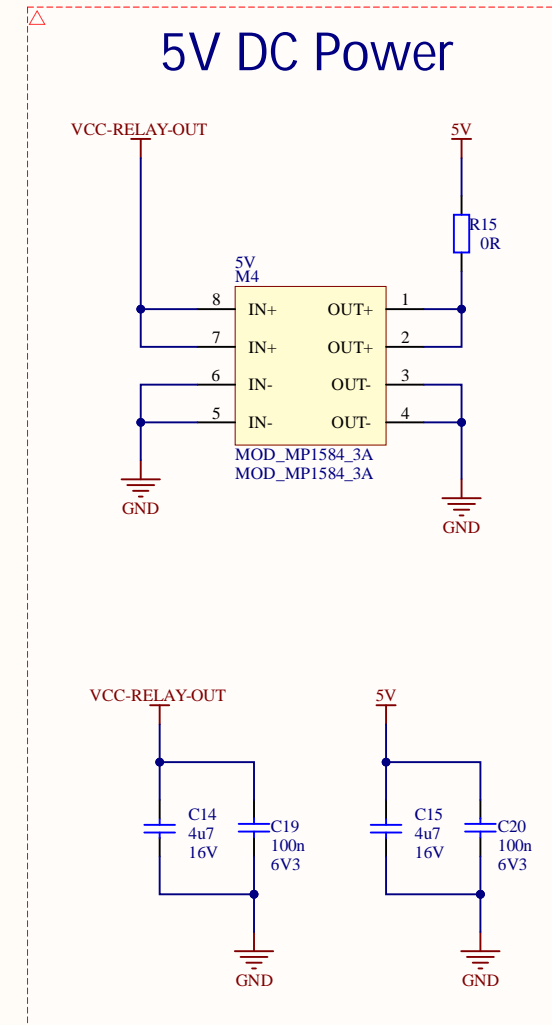 5V DC Power
VCC-RELAY-OUT
5V
R15
0R
5V
M4
8 IN+ OUT+ 1
7 IN+ OUT+ 2
6 IN- OUT- 3
5 IN- OUT- 4
MOD_MP1584_3A
MOD_MP1584_3A
GND
GND
VCC-RELAY-OUT
5V
C14
4u7
16V
C19
100n
6V3
C15
4u7
16V
C20
100n
6V3
GND
GND